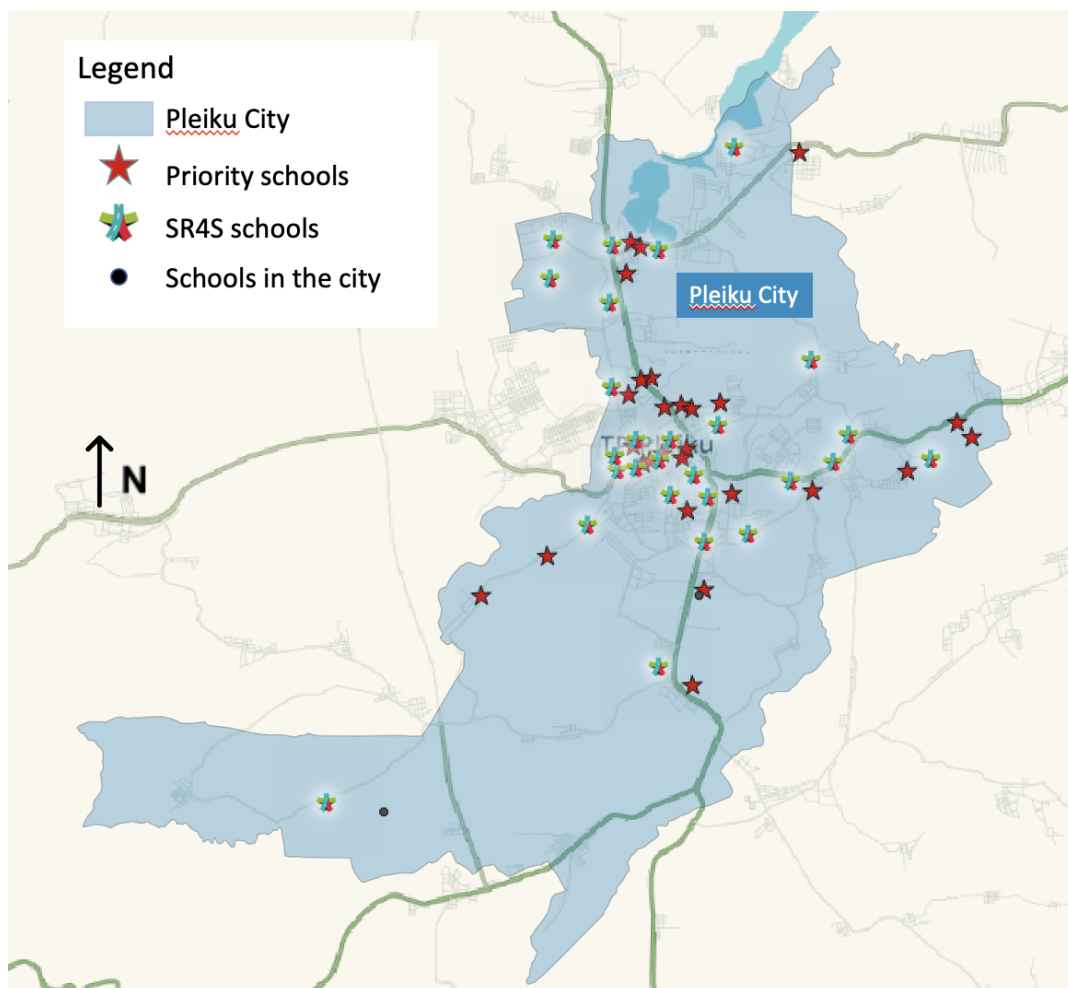 Legend
Pleiku City
Priority schools
SR4S schools
Schools in the city
Pleiku City
N